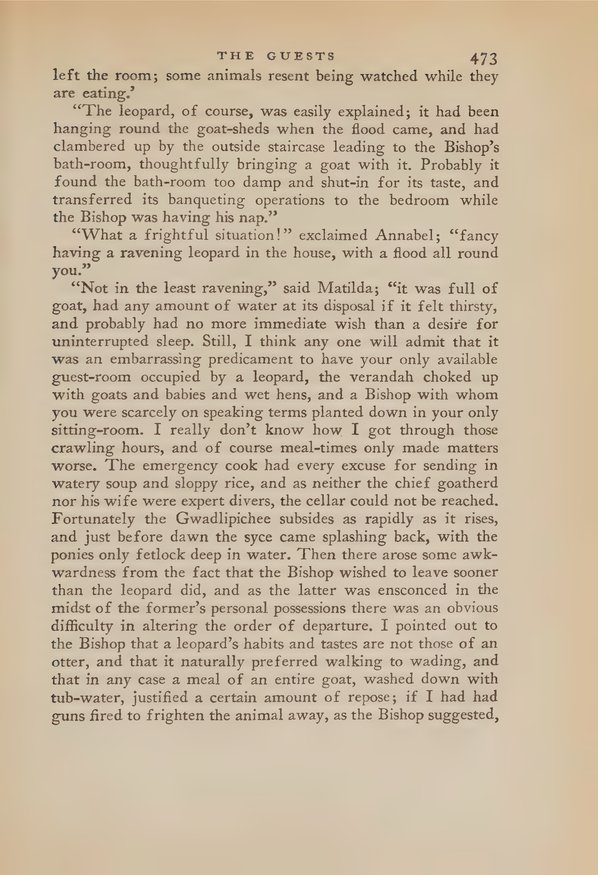 THE GUESTS 473
left the room; some animals resent being watched while they
are eating.’
“The leopard, of course, was easily explained; it had been
hanging round the goat-sheds when the flood came, and had
clambered up by the outside staircase leading to the Bishop’s
bath-room, thoughtfully bringing a goat with it. Probably it
found the bath-room too damp and shut-in for its taste, and
transferred its banqueting operations to the bedroom while
the Bishop was having his nap.”
“What a frightful situation!” exclaimed Annabel; “fancy
having a ravening leopard in the house, with a flood all round
you.”
“Not in the least ravening,” said Matilda; “it was full of
goat, had any amount of water at its disposal if it felt thirsty,
and probably had no more immediate wish than a desire for
uninterrupted sleep. Still, I think any one will admit that it
was an embarrassing predicament to have your only available
guest-room occupied by a leopard, the verandah choked up
with goats and babies and wet hens, and a Bishop with whom
you were scarcely on speaking terms planted down in your only
sitting-room. I really don’t know how I got through those
crawling hours, and of course meal-times only made matters
worse. The emergency cook had every excuse for sending in
watery soup and sloppy rice, and as neither the chief goatherd
nor his wife were expert divers, the cellar could not be reached.
Fortunately the Gwadlipichee subsides as rapidly as it rises,
and just before dawn the syce came splashing back, with the
ponies only fetlock deep in water. Then there arose some awk-
wardness from the fact that the Bishop wished to leave sooner
than the leopard did, and as the latter was ensconced in the
midst of the former’s personal possessions there was an obvious
difficulty in altering the order of departure. I pointed out to
the Bishop that a leopard’s habits and tastes are not those of an
otter, and that it naturally preferred walking to wading, and
that in any case a meal of an entire goat, washed down with
tub-water, justified a certain amount of repose; if I had had
guns fired to frighten the animal away, as the Bishop suggested,